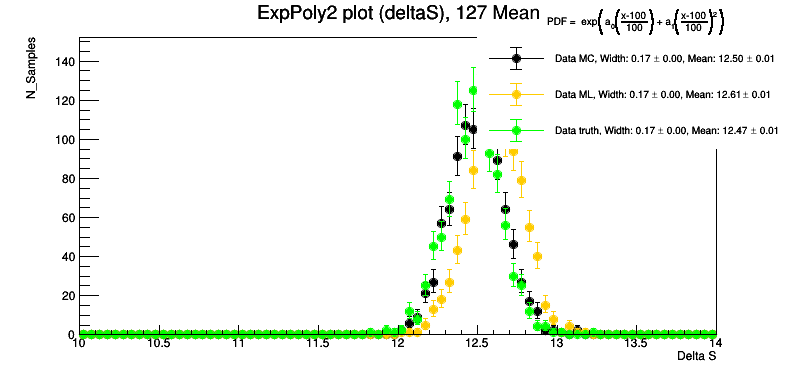 ExpPoly2 plot (deltaS), 127 Mean
PDF = exp(a₀(x-100/100) + a₁(x-100/100)²)
Data MC, Width: 0.17 ± 0.00, Mean: 12.50 ± 0.01
Data ML, Width: 0.17 ± 0.00, Mean: 12.61 ± 0.01
Data truth, Width: 0.17 ± 0.00, Mean: 12.47 ± 0.01
N_Samples
140
120
100
80
60
40
20
0
10 10.5 11 11.5 12 12.5 13 13.5 14
Delta S